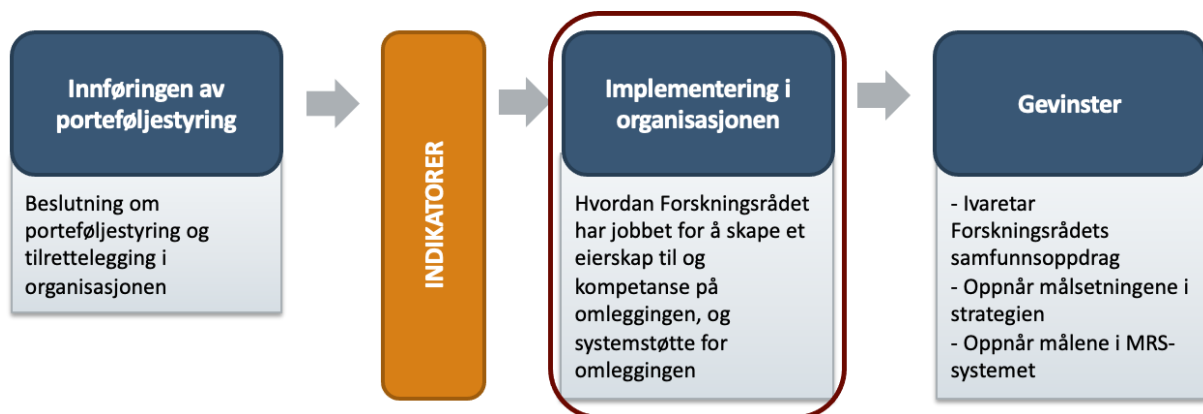 Innføringen av
porteføljestyring
Beslutning om
porteføljestyring og
tilrettelegging i
organisasjonen
INDIKATORER
Implementering i
organisasjonen
Hvordan Forskningsrådet
har jobbet for å skape et
eierskap til og
kompetanse på
omleggingen, og
systemstøtte for
omleggingen
Gevinster
- Ivaretar
Forskningsrådets
samfunnsoppdrag
- Oppnår målsetningene i
strategien
- Oppnår målene i MRS-
systemet